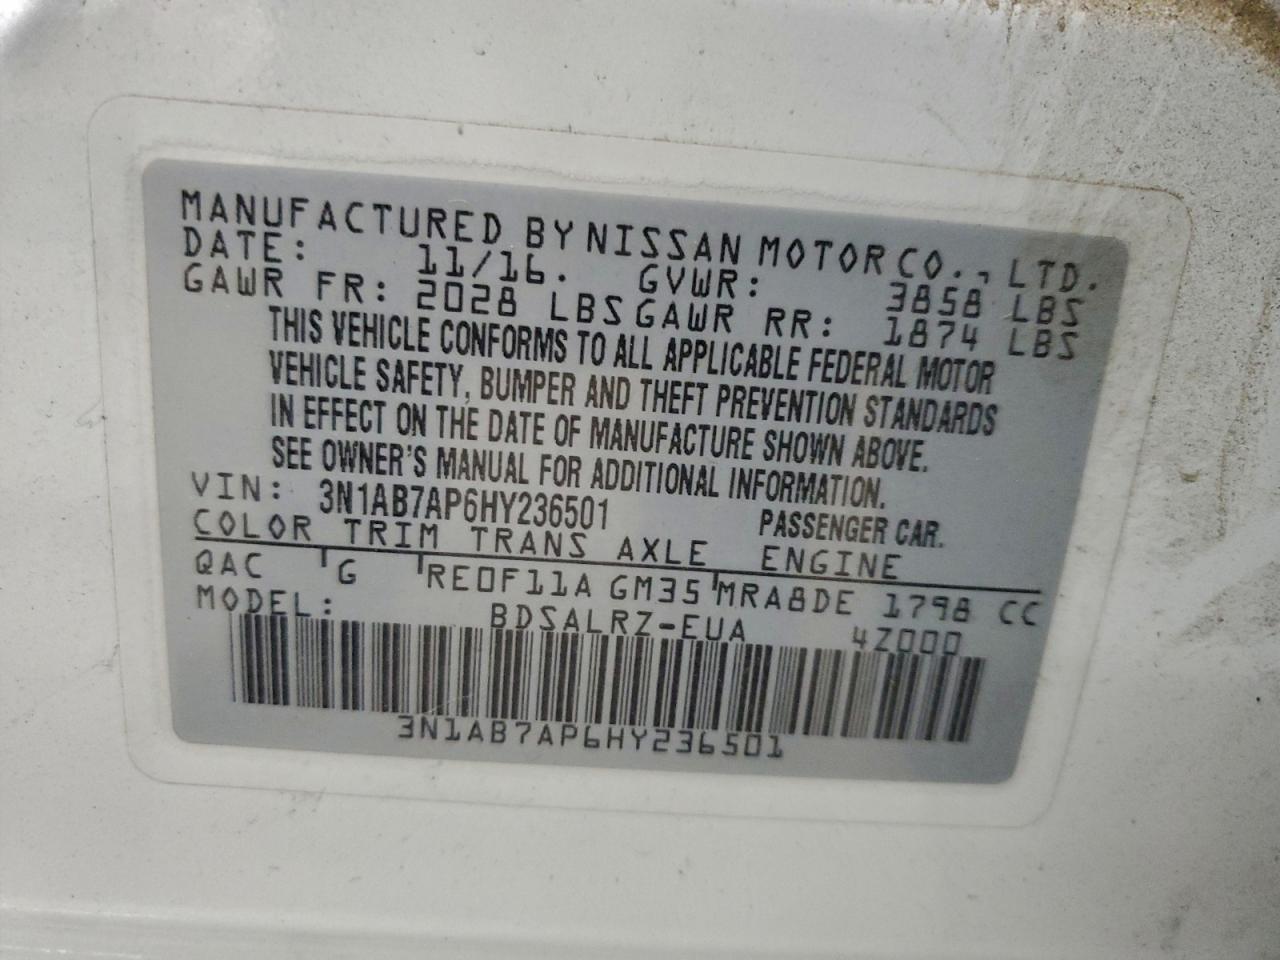 MANUFACTURED BY NISSAN MOTOR CO., LTD.
DATE: 11/16. GVWR: 3858 LBS
GAWR FR: 2028 LBS GAWR RR: 1874 LBS
THIS VEHICLE CONFORMS TO ALL APPLICABLE FEDERAL MOTOR
VEHICLE SAFETY, BUMPER AND THEFT PREVENTION STANDARDS
IN EFFECT ON THE DATE OF MANUFACTURE SHOWN ABOVE.
SEE OWNER'S MANUAL FOR ADDITIONAL INFORMATION.
VIN: 3N1AB7AP6HY236501 PASSENGER CAR.
COLOR TRIM TRANS AXLE ENGINE
QAC G RE0F11A GM35 MRA8DE 1798 CC
MODEL: BDSALRZ-EUA 4Z000
3N1AB7AP6HY236501